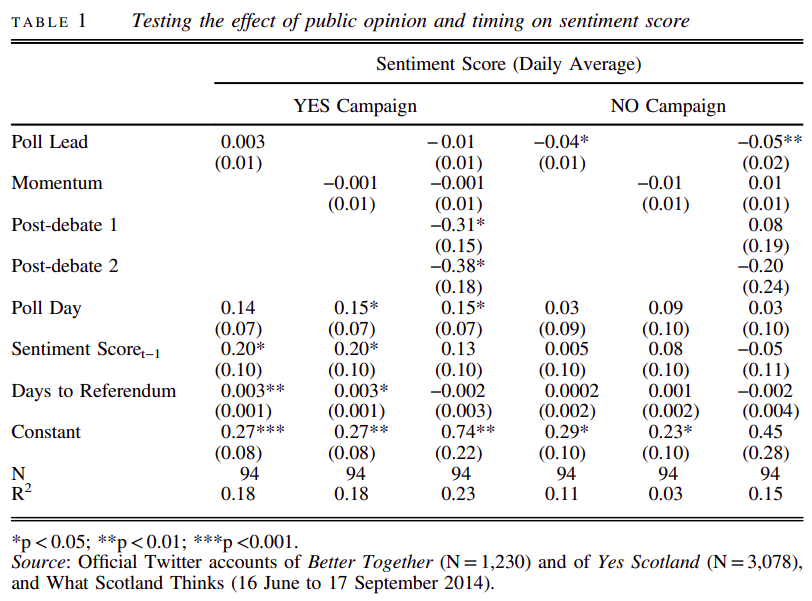 TABLE 1 Testing the effect of public opinion and timing on sentiment score
Sentiment Score (Daily Average)
YES Campaign NO Campaign
Poll Lead 0.003 −0.01 −0.04* −0.05**
(0.01) (0.01) (0.01) (0.02)
Momentum −0.001 −0.001 −0.01 0.01
(0.01) (0.01) (0.01) (0.01)
Post-debate 1 −0.31* 0.08
(0.15) (0.19)
Post-debate 2 −0.38* −0.20
(0.18) (0.24)
Poll Day 0.14 0.15* 0.15* 0.03 0.09 0.03
(0.07) (0.07) (0.07) (0.09) (0.10) (0.10)
Sentiment Scoret−1 0.20* 0.20* 0.13 0.005 0.08 −0.05
(0.10) (0.10) (0.10) (0.10) (0.10) (0.11)
Days to Referendum 0.003** 0.003* −0.002 0.0002 0.001 −0.002
(0.001) (0.001) (0.003) (0.002) (0.002) (0.004)
Constant 0.27*** 0.27** 0.74** 0.29* 0.23* 0.45
(0.08) (0.08) (0.22) (0.10) (0.10) (0.28)
N 94 94 94 94 94 94
R2 0.18 0.18 0.23 0.11 0.03 0.15
*p < 0.05; **p < 0.01; ***p <0.001.
Source: Official Twitter accounts of Better Together (N = 1,230) and of Yes Scotland (N = 3,078),
and What Scotland Thinks (16 June to 17 September 2014).